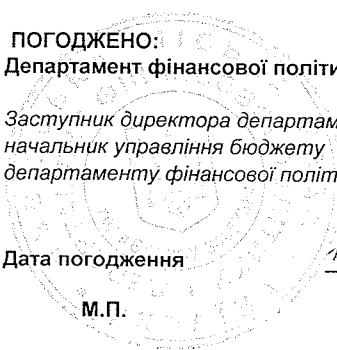 ПОГОДЖЕНО:
Департамент фінансової політи
Заступник директора департам
начальник управління бюджету
департаменту фінансової політ
Дата погодження
М.П.